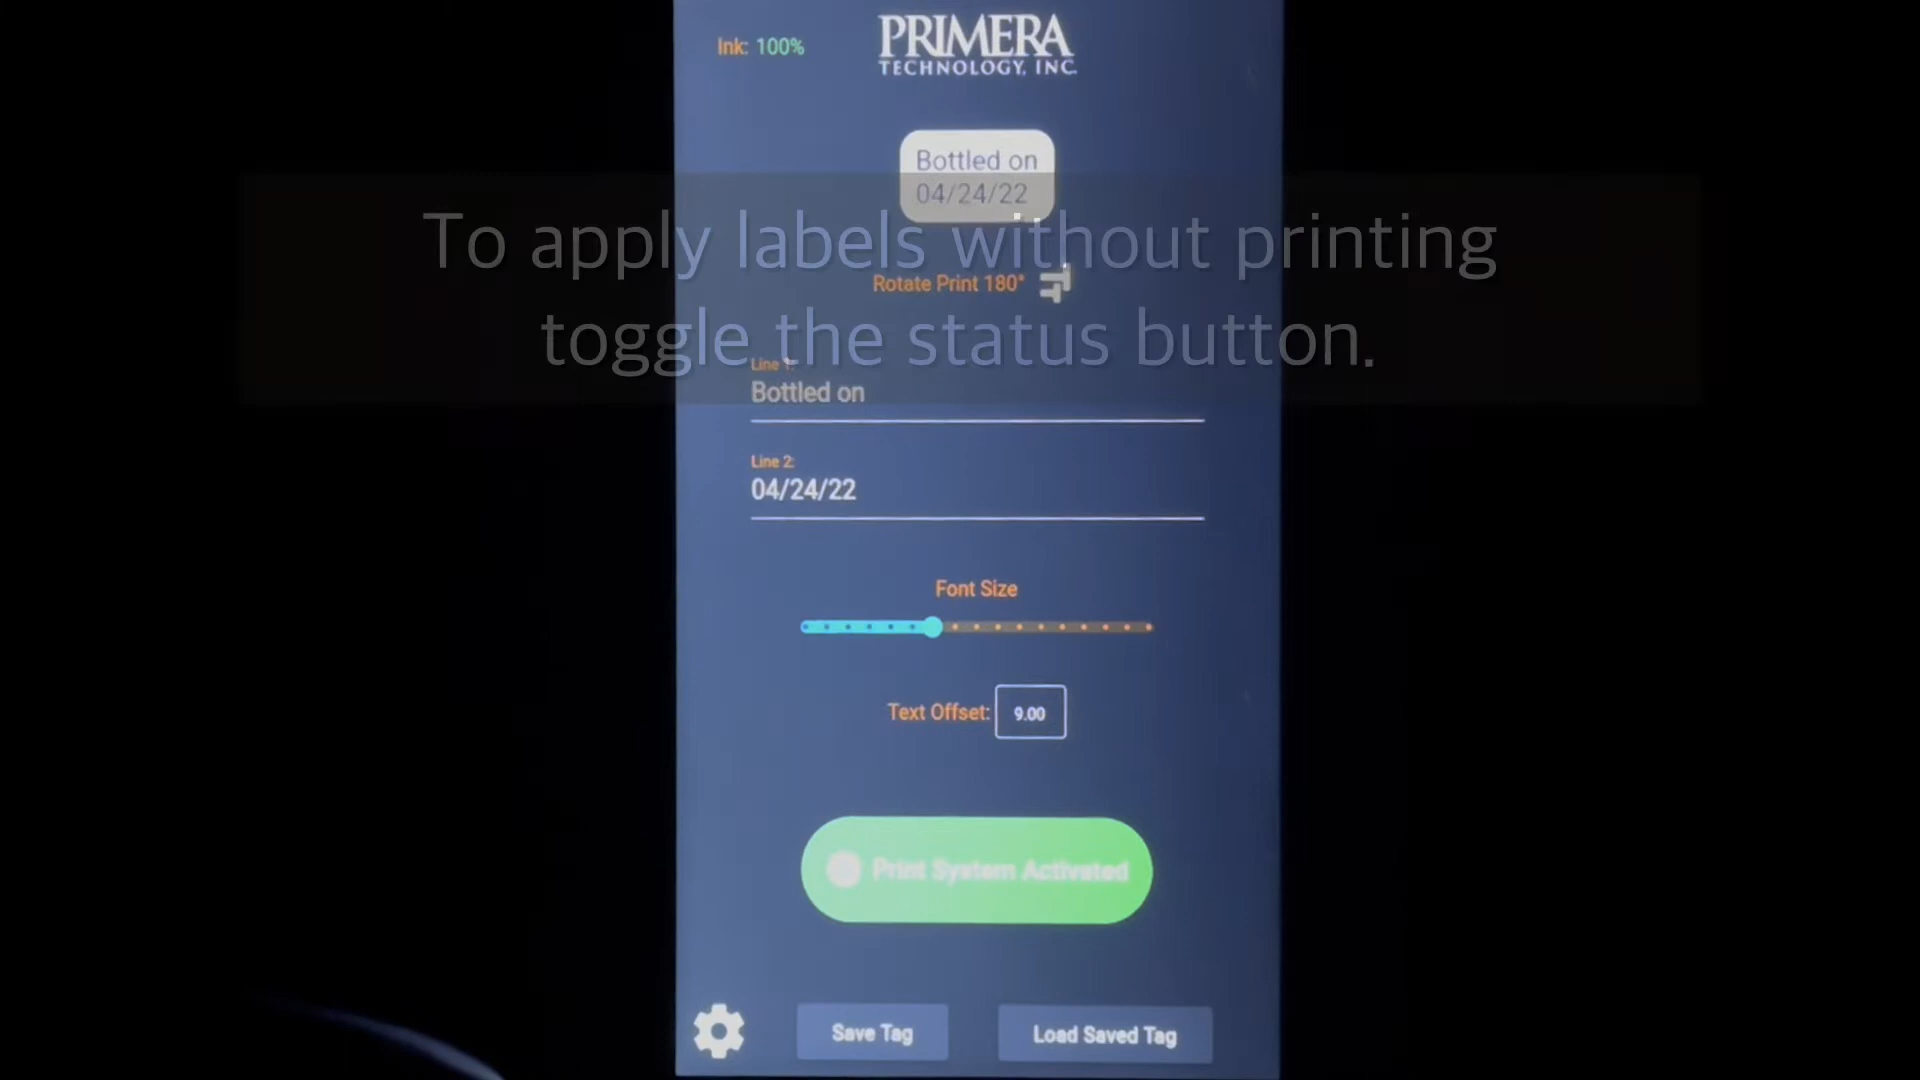 Ink: 100%
PRIMERA
TECHNOLOGY, INC.
Bottled on
04/24/22
To apply labels without printing
toggle the status button.
Rotate Print 180°
Line 1:
Bottled on
Line 2:
04/24/22
Font Size
Text Offset: 9.00
Print System Activated
Save Tag
Load Saved Tag